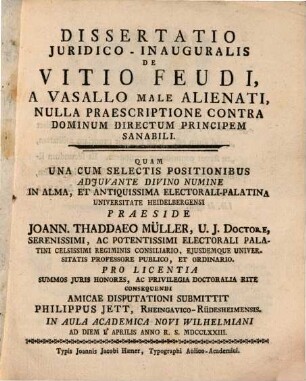 DISSERTATIO
JURIDICO - INAUGURALIS
DE
VITIO FEUDI,
A VASALLO MALE ALIENATI,
NULLA PRAESCRIPTIONE CONTRA
DOMINUM DIRECTUM PRINCIPEM
SANABILI.
QUAM
UNA CUM SELECTIS POSITIONIBUS
ADJUVANTE DIVINO NUMINE
IN ALMA, ET ANTIQUISSIMA ELECTORALI-PALATINA
UNIVERSITATE HEIDELBERGENSI
PRAESIDE
JOANN. THADDAEO MÜLLER, U. J. DOCTORE,
SERENISSIMI, AC POTENTISSIMI ELECTORALI PALA-
TINI CELSISSIMI REGIMINIS CONSILIARIO, EJUSDEMQUE UNIVER-
SITATIS PROFESSORE PUBLICO, ET ORDINARIO.
PRO LICENTIA
SUMMOS JURIS HONORES, AC PRIVILEGIA DOCTORALIA RITE
CONSEQUENDI
AMICAE DISPUTATIONI SUBMITTIT
PHILIPPUS JETT, RHEINGAVICO-RÜDESHEIMENSIS.
IN AULA ACADEMICA NOVI WILHELMIANI
AD DIEM APRILIS ANNO R. S. MDCCLXXIII.
Typis Joannis Jacobi Hener, Typographi Aulico-Academici.